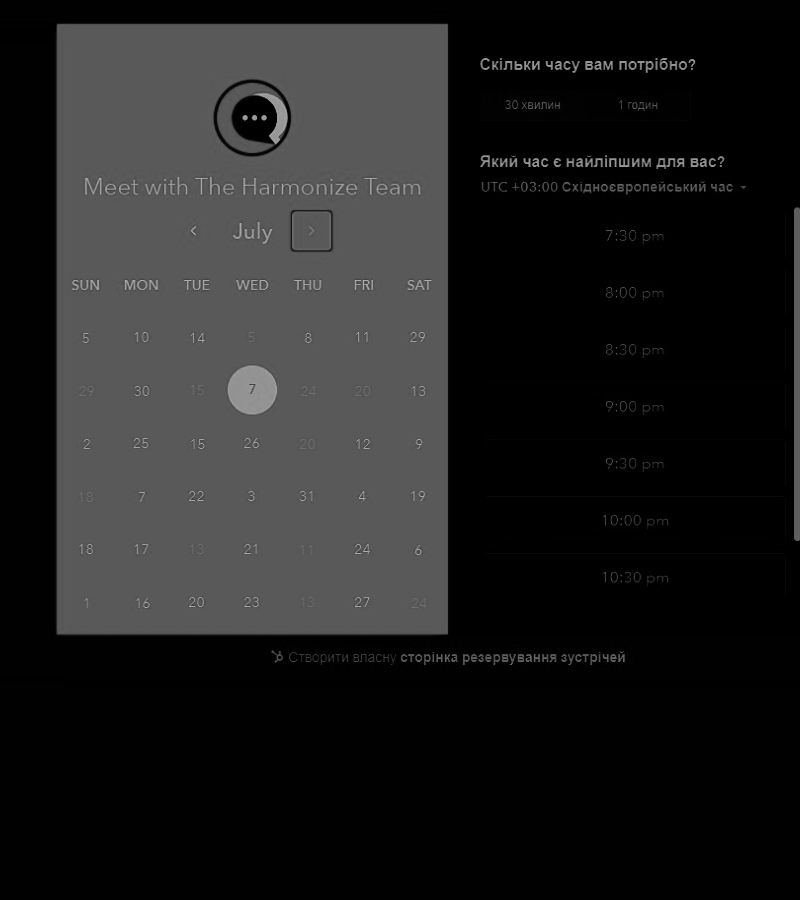 Meet with The Harmonize Team
July
SUN MON TUE WED THU FRI SAT
5 10 14 5 8 11 29
29 30 15 7 24 20 13
2 25 15 26 20 12 9
18 7 22 3 31 4 19
18 17 13 21 11 24 6
1 16 20 23 13 27 24
Скільки часу вам потрібно?
30 хвилин 1 годин
Який час є найліпшим для вас?
UTC +03:00 Східноєвропейський час
7:30 pm
8:00 pm
8:30 pm
9:00 pm
9:30 pm
10:00 pm
10:30 pm
Створити власну сторінка резервування зустрічей